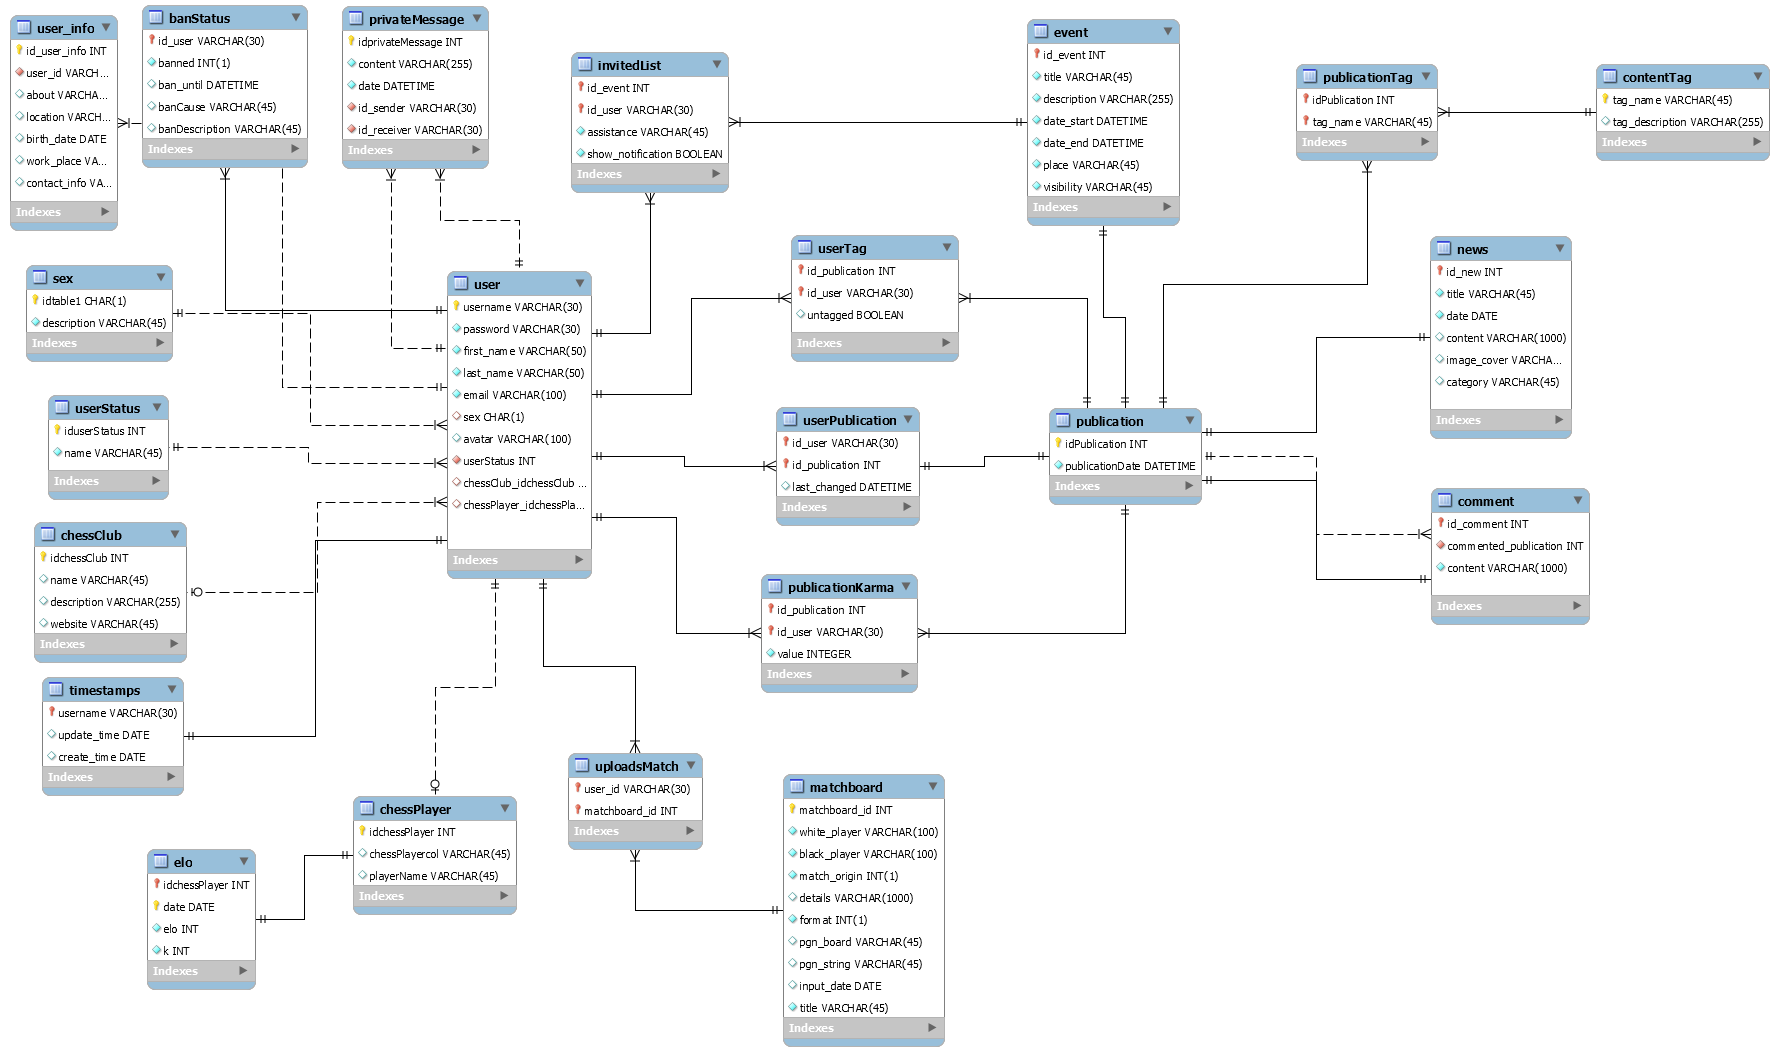 user_info
id_user_info INT
user_id VARCH...
about VARCHA...
location VARCH...
birth_date DATE
work_place VA...
contact_info VA...
Indexes
banStatus
id_user VARCHAR(30)
banned INT(1)
ban_until DATETIME
banCause VARCHAR(45)
banDescription VARCHAR(45)
Indexes
privateMessage
idprivateMessage INT
content VARCHAR(255)
date DATETIME
id_sender VARCHAR(30)
id_receiver VARCHAR(30)
Indexes
invitedList
id_event INT
id_user VARCHAR(30)
assistance VARCHAR(45)
show_notification BOOLEAN
Indexes
event
id_event INT
title VARCHAR(45)
description VARCHAR(255)
date_start DATETIME
date_end DATETIME
place VARCHAR(45)
visibility VARCHAR(45)
Indexes
publicationTag
idPublication INT
tag_name VARCHAR(45)
Indexes
contentTag
tag_name VARCHAR(45)
tag_description VARCHAR(255)
Indexes
sex
idtable1 CHAR(1)
description VARCHAR(45)
Indexes
user
username VARCHAR(30)
password VARCHAR(30)
first_name VARCHAR(50)
last_name VARCHAR(50)
email VARCHAR(100)
sex CHAR(1)
avatar VARCHAR(100)
userStatus INT
chessClub_idchessClub ...
chessPlayer_idchessPla...
Indexes
userTag
id_publication INT
id_user VARCHAR(30)
untagged BOOLEAN
Indexes
news
id_new INT
title VARCHAR(45)
date DATE
content VARCHAR(1000)
image_cover VARCHA...
category VARCHAR(45)
Indexes
userStatus
iduserStatus INT
name VARCHAR(45)
Indexes
userPublication
id_user VARCHAR(30)
id_publication INT
last_changed DATETIME
Indexes
publication
idPublication INT
publicationDate DATETIME
Indexes
comment
id_comment INT
commented_publication INT
content VARCHAR(1000)
Indexes
chessClub
idchessClub INT
name VARCHAR(45)
description VARCHAR(255)
website VARCHAR(45)
Indexes
publicationKarma
id_publication INT
id_user VARCHAR(30)
value INTEGER
Indexes
timestamps
username VARCHAR(30)
update_time DATE
create_time DATE
Indexes
uploadsMatch
user_id VARCHAR(30)
matchboard_id INT
Indexes
matchboard
matchboard_id INT
white_player VARCHAR(100)
black_player VARCHAR(100)
match_origin INT(1)
details VARCHAR(1000)
format INT(1)
pgn_board VARCHAR(45)
pgn_string VARCHAR(45)
input_date DATE
title VARCHAR(45)
Indexes
chessPlayer
idchessPlayer INT
chessPlayercol VARCHAR(45)
playerName VARCHAR(45)
Indexes
elo
idchessPlayer INT
date DATE
elo INT
k INT
Indexes